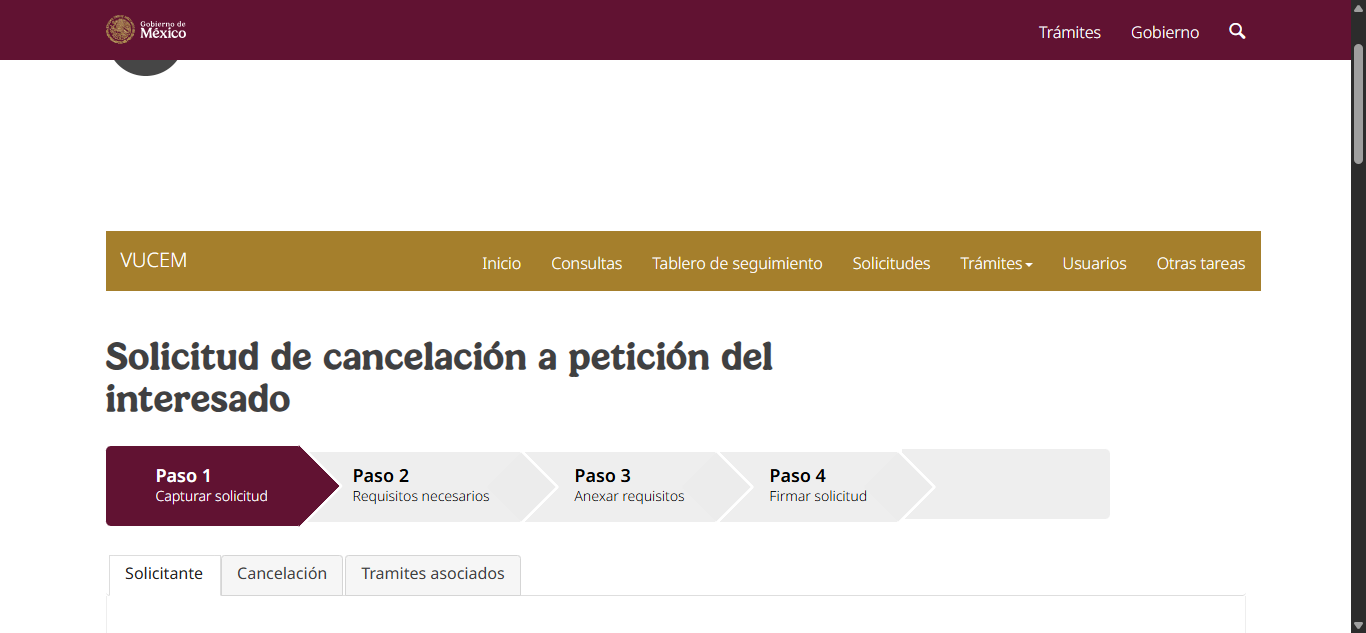 Gobierno de
México
Trámites
Gobierno
VUCEM
Inicio
Consultas
Tablero de seguimiento
Solicitudes
Trámites
Usuarios
Otras tareas
Solicitud de cancelación a petición del
interesado
Paso 1
Capturar solicitud
Paso 2
Requisitos necesarios
Paso 3
Anexar requisitos
Paso 4
Firmar solicitud
Solicitante
Cancelación
Tramites asociados